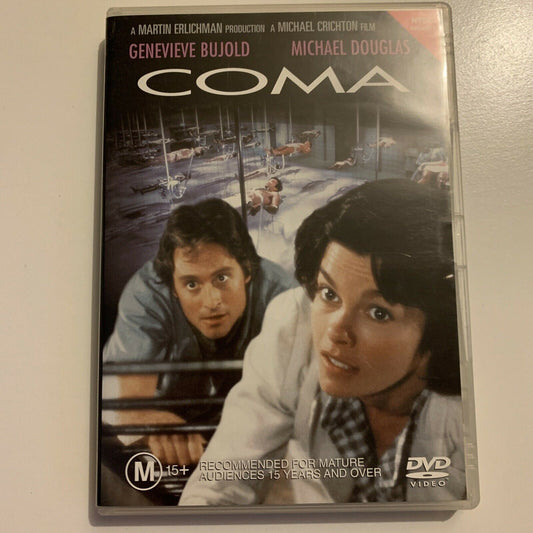 A MARTIN ERLICHMAN PRODUCTION A MICHAEL CRICHTON FILM
GENEVIEVE BUJOLD MICHAEL DOUGLAS
COMA
M 15+ RECOMMENDED FOR MATURE
AUDIENCES 15 YEARS AND OVER
DVD
VIDEO